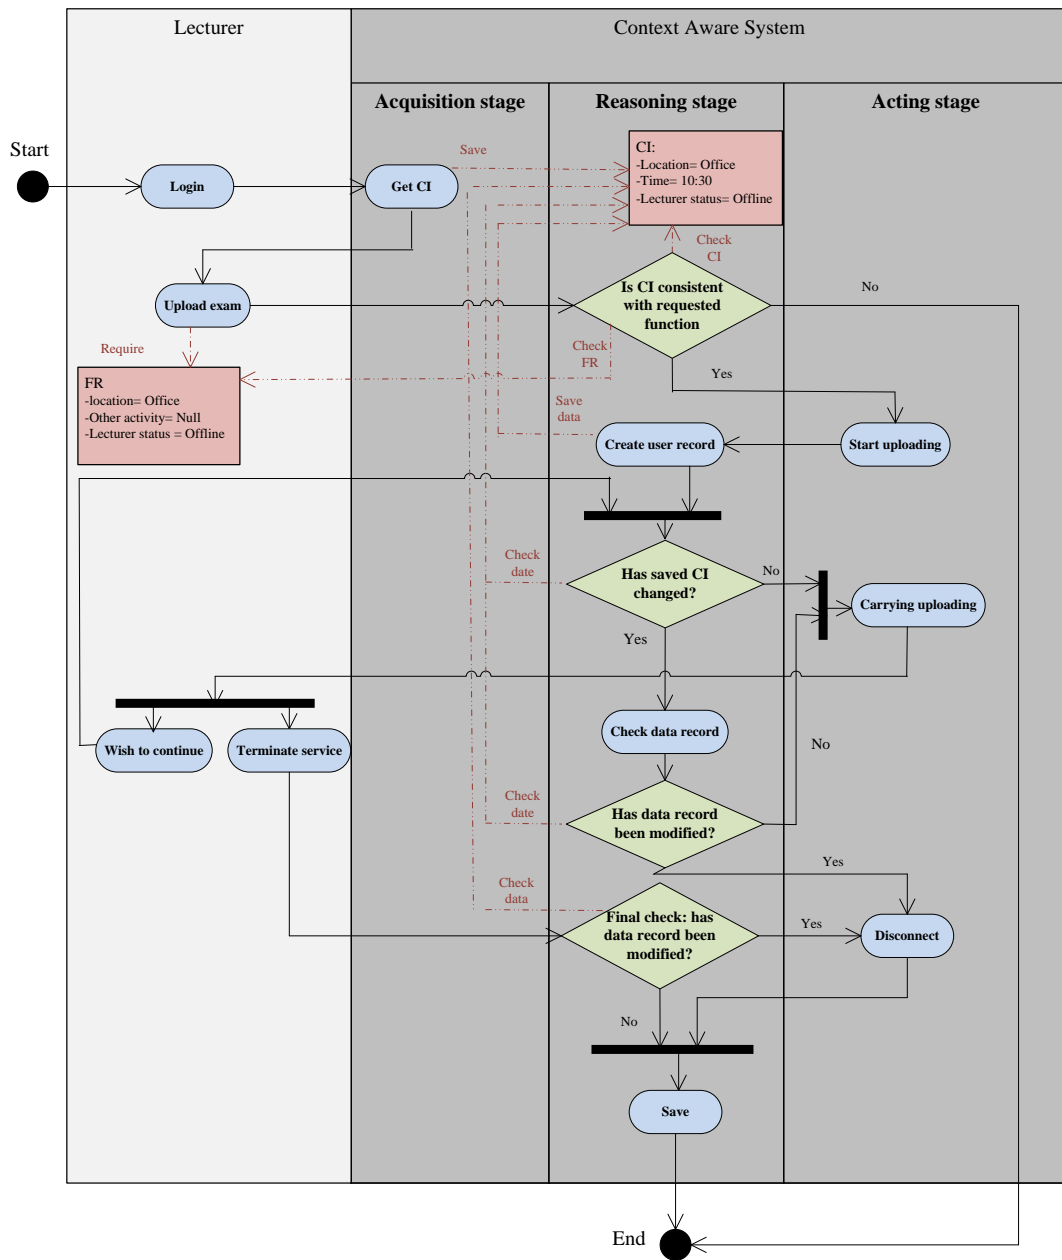 Lecturer
Context Aware System
Acquisition stage
Reasoning stage
Acting stage
Start
Save
CI:
-Location= Office
-Time= 10:30
-Lecturer status= Offline
Login
Get CI
Check
CI
Upload exam
Is CI consistent
with requested
function
No
Require
Check
FR
Yes
FR
-location= Office
-Other activity= Null
-Lecturer status = Offline
Save
data
Create user record
Start uploading
Check
date
Has saved CI
changed?
No
Carrying uploading
Yes
Wish to continue
Terminate service
Check data record
No
Check
date
Has data record
been modified?
Yes
Check
data
Final check: has
data record been
modified?
Yes
Disconnect
No
Save
End